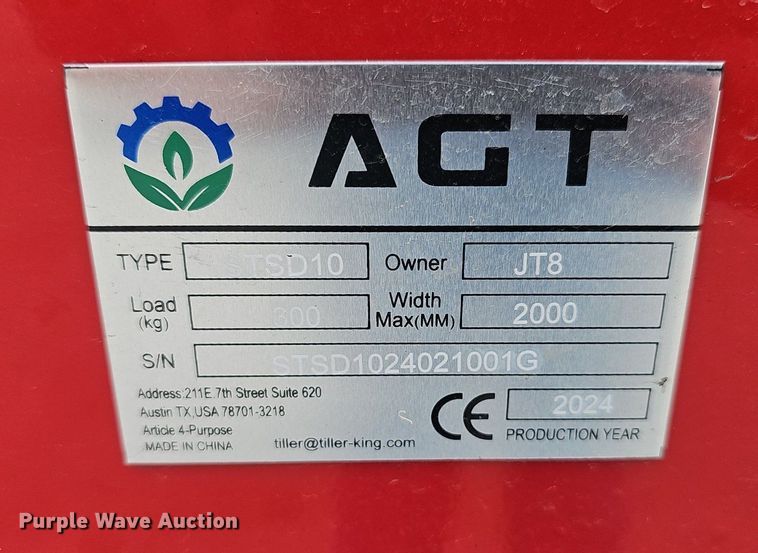 AGT
TYPE STSD10 Owner JT8
Load (kg) 800 Width Max(MM) 2000
S/N STSD1024021001G
Address:211E.7th Street Suite 620
Austin TX,USA 78701-3218
Article 4-Purpose
MADE IN CHINA
tiller@tiller-king.com
CE 2024
PRODUCTION YEAR
Purple Wave Auction